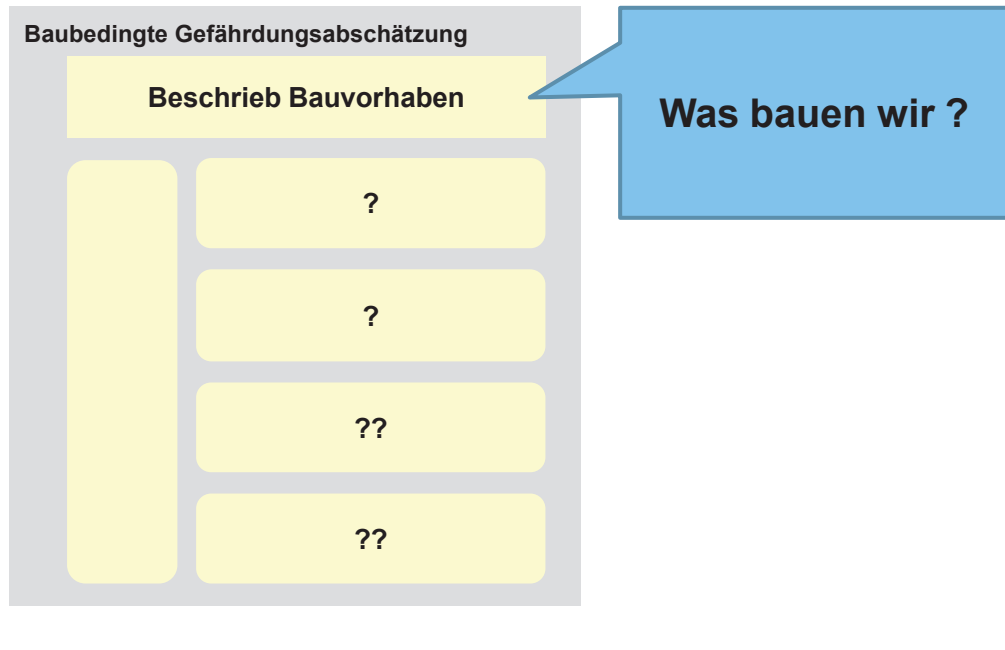 Baubedingte Gefährdungsabschätzung
Beschrieb Bauvorhaben
Was bauen wir ?
?
?
??
??